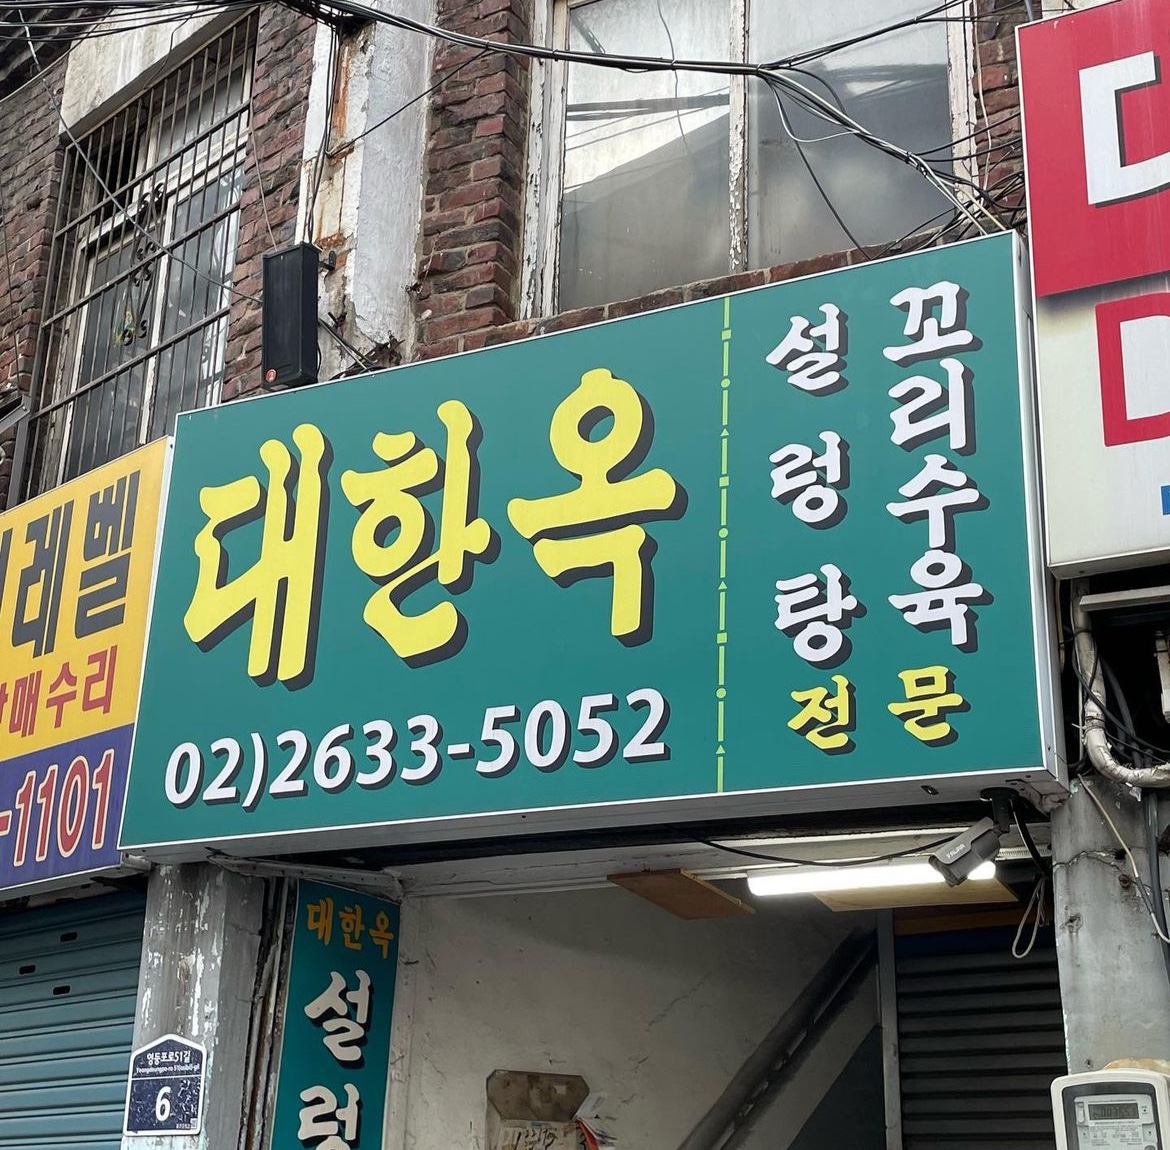 대한옥
02)2633-5052
설렁탕
꼬리수육
전문
레벨
매수리
-1101
대한옥
설렁
영등포로51길
6